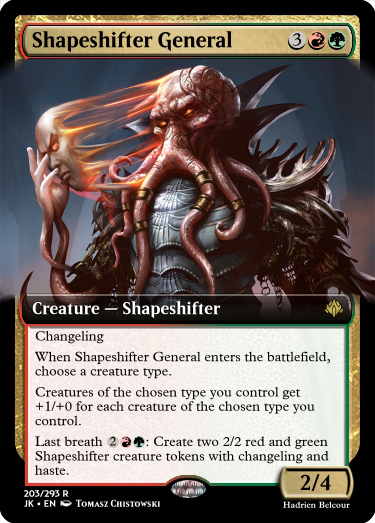 Shapeshifter General 3
Creature — Shapeshifter
Changeling
When Shapeshifter General enters the battlefield,
choose a creature type.
Creatures of the chosen type you control get
+1/+0 for each creature of the chosen type you
control.
Last breath 2: Create two 2/2 red and green
Shapeshifter creature tokens with changeling and
haste.
2/4
203/293 R
JK • EN Tomasz Chistowski
Hadrien Belcour